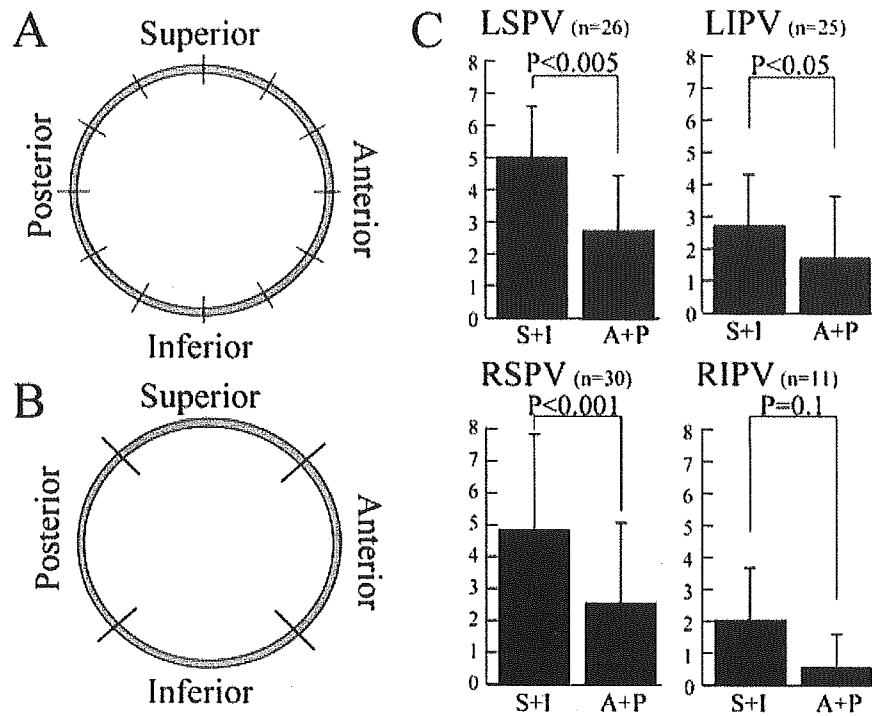 A
Superior
Posterior
Anterior
Inferior
B
Superior
Posterior
Anterior
Inferior
C
LSPV (n=26)
P<0.005
8
7
6
5
4
3
2
1
0
S+I A+P
LIPV (n=25)
P<0.05
8
7
6
5
4
3
2
1
0
S+I A+P
RSPV (n=30)
P<0.001
8
7
6
5
4
3
2
1
0
S+I A+P
RIPV (n=11)
P=0.1
8
7
6
5
4
3
2
1
0
S+I A+P